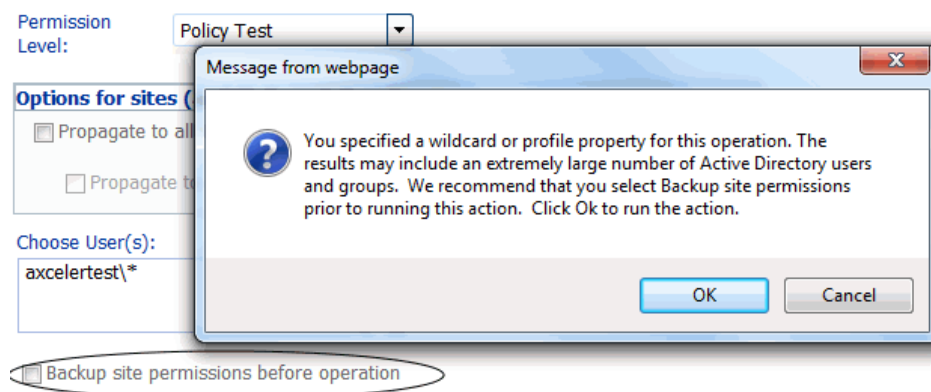 Permission
Level:
Policy Test
Message from webpage
Options for sites (
Propagate to all
Propagate to
You specified a wildcard or profile property for this operation. The
results may include an extremely large number of Active Directory users
and groups. We recommend that you select Backup site permissions
prior to running this action. Click Ok to run the action.
Choose User(s):
axcelertest\*
OK
Cancel
Backup site permissions before operation